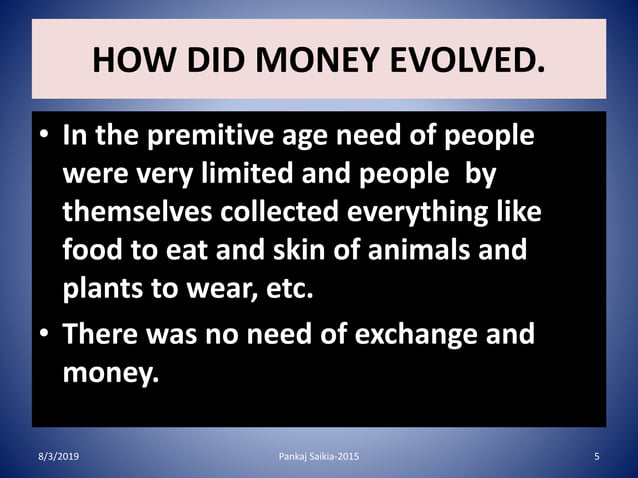 HOW DID MONEY EVOLVED.
• In the premitive age need of people
were very limited and people by
themselves collected everything like
food to eat and skin of animals and
plants to wear, etc.
• There was no need of exchange and
money.
8/3/2019 Pankaj Saikia-2015 5